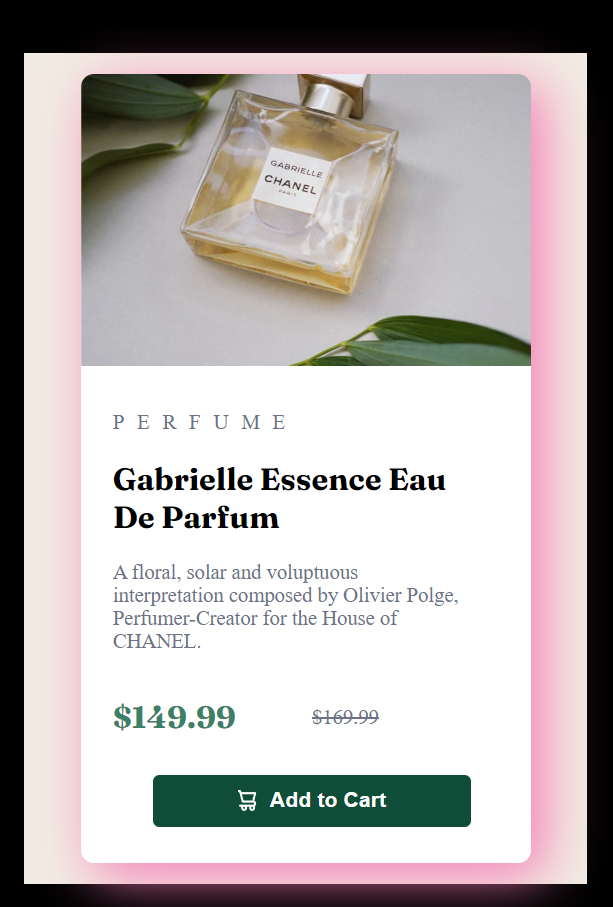 GABRIELLE
CHANEL
PARIS
P E R F U M E
Gabrielle Essence Eau
De Parfum
A floral, solar and voluptuous
interpretation composed by Olivier Polge,
Perfumer-Creator for the House of
CHANEL.
$149.99 $169.99
Add to Cart